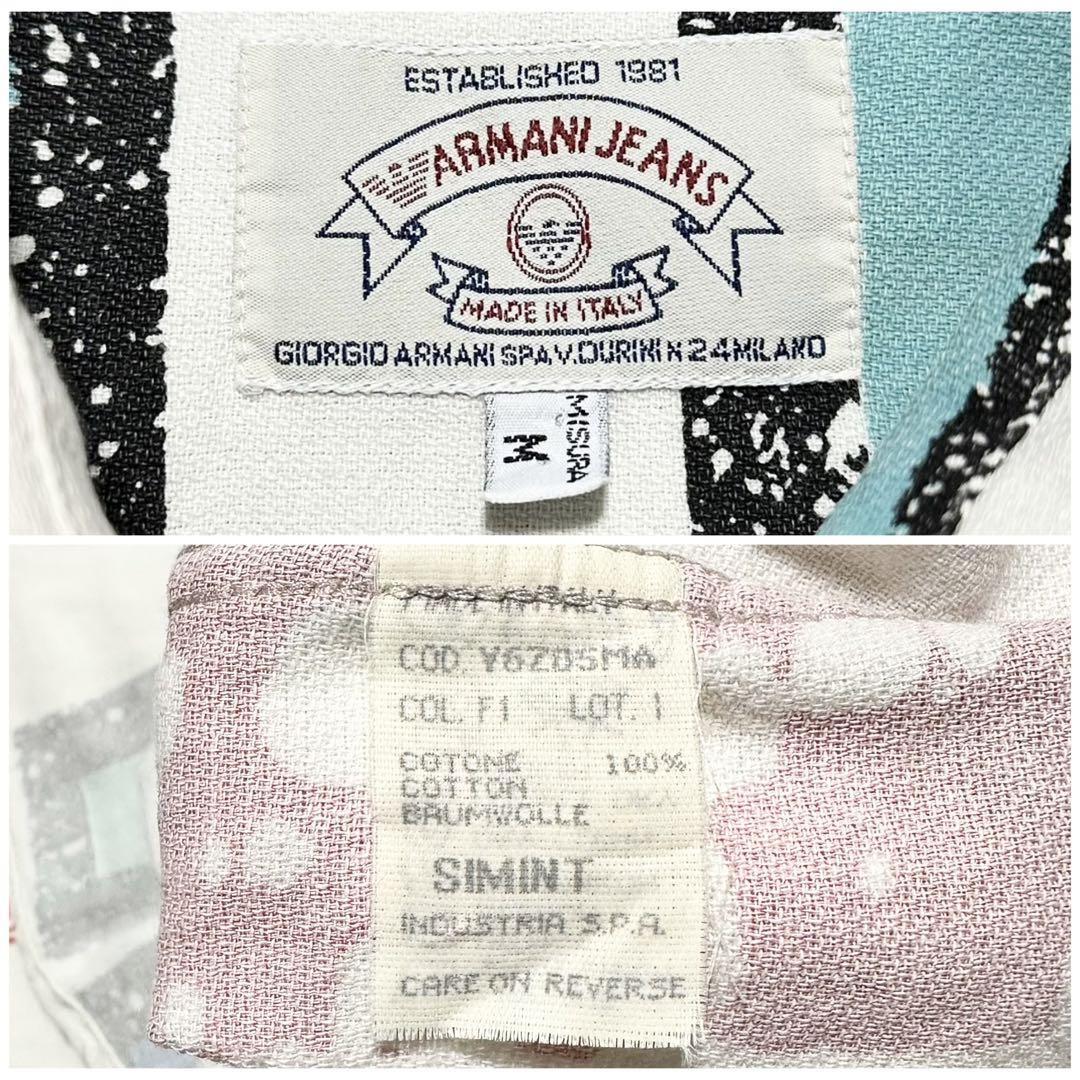 ESTABLISHED 1981
ARMANI JEANS
MADE IN ITALY
GIORGIO ARMANI SPA V. DURINI N 24 MILANO
MISURA
M
COD. Y6Z05MA
COL. F1 LOT. 1
COTONE 100%
COTTON
BRUMWOLLE
SIMINT
INDUSTRIA S.P.A.
CARE ON REVERSE